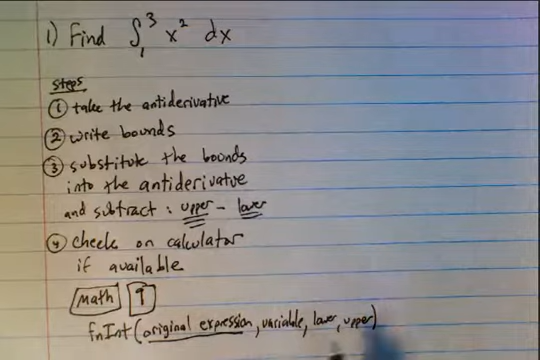 1) Find ∫₁³ x² dx
Steps
① take the antiderivative
② write bounds
③ substitute the bounds
into the antiderivatve
and subtract : upper - lower
④ check on calculator
if available
math 9
fnInt(original expression, variable, lower, upper)